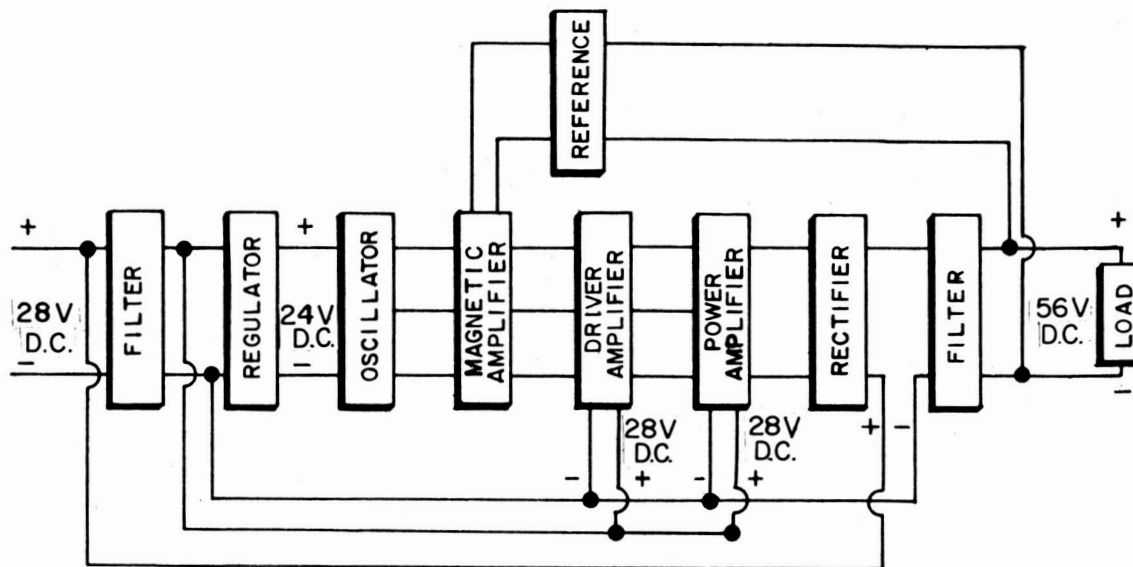 REFERENCE
+
28V
D.C.
-
FILTER
REGULATOR
+
24V
D.C.
-
OSCILLATOR
MAGNETIC
AMPLIFIER
DRIVER
AMPLIFIER
POWER
AMPLIFIER
RECTIFIER
FILTER
+
56V
D.C.
-
LOAD
28V
D.C.
- +
28V
D.C.
- +
+ -